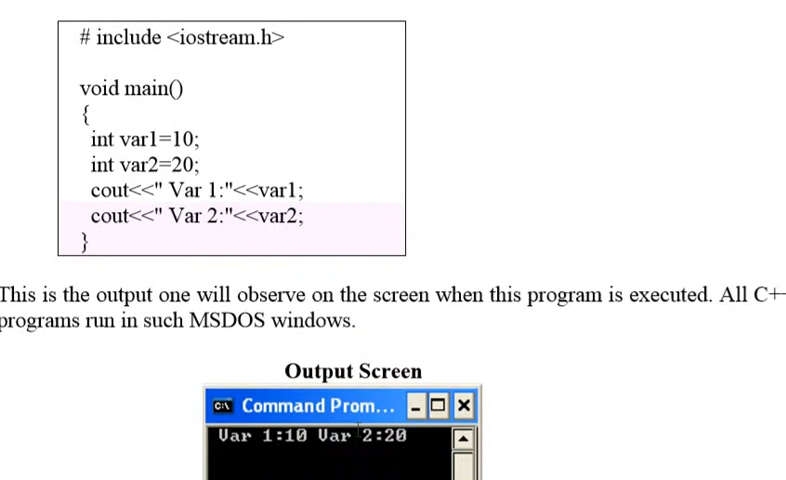 # include <iostream.h>
void main()
{
int var1=10;
int var2=20;
cout<<" Var 1:"<<var1;
cout<<" Var 2:"<<var2;
}
This is the output one will observe on the screen when this program is executed. All C++
programs run in such MSDOS windows.
Output Screen
C:\ Command Prom...
Var 1:10 Var 2:20